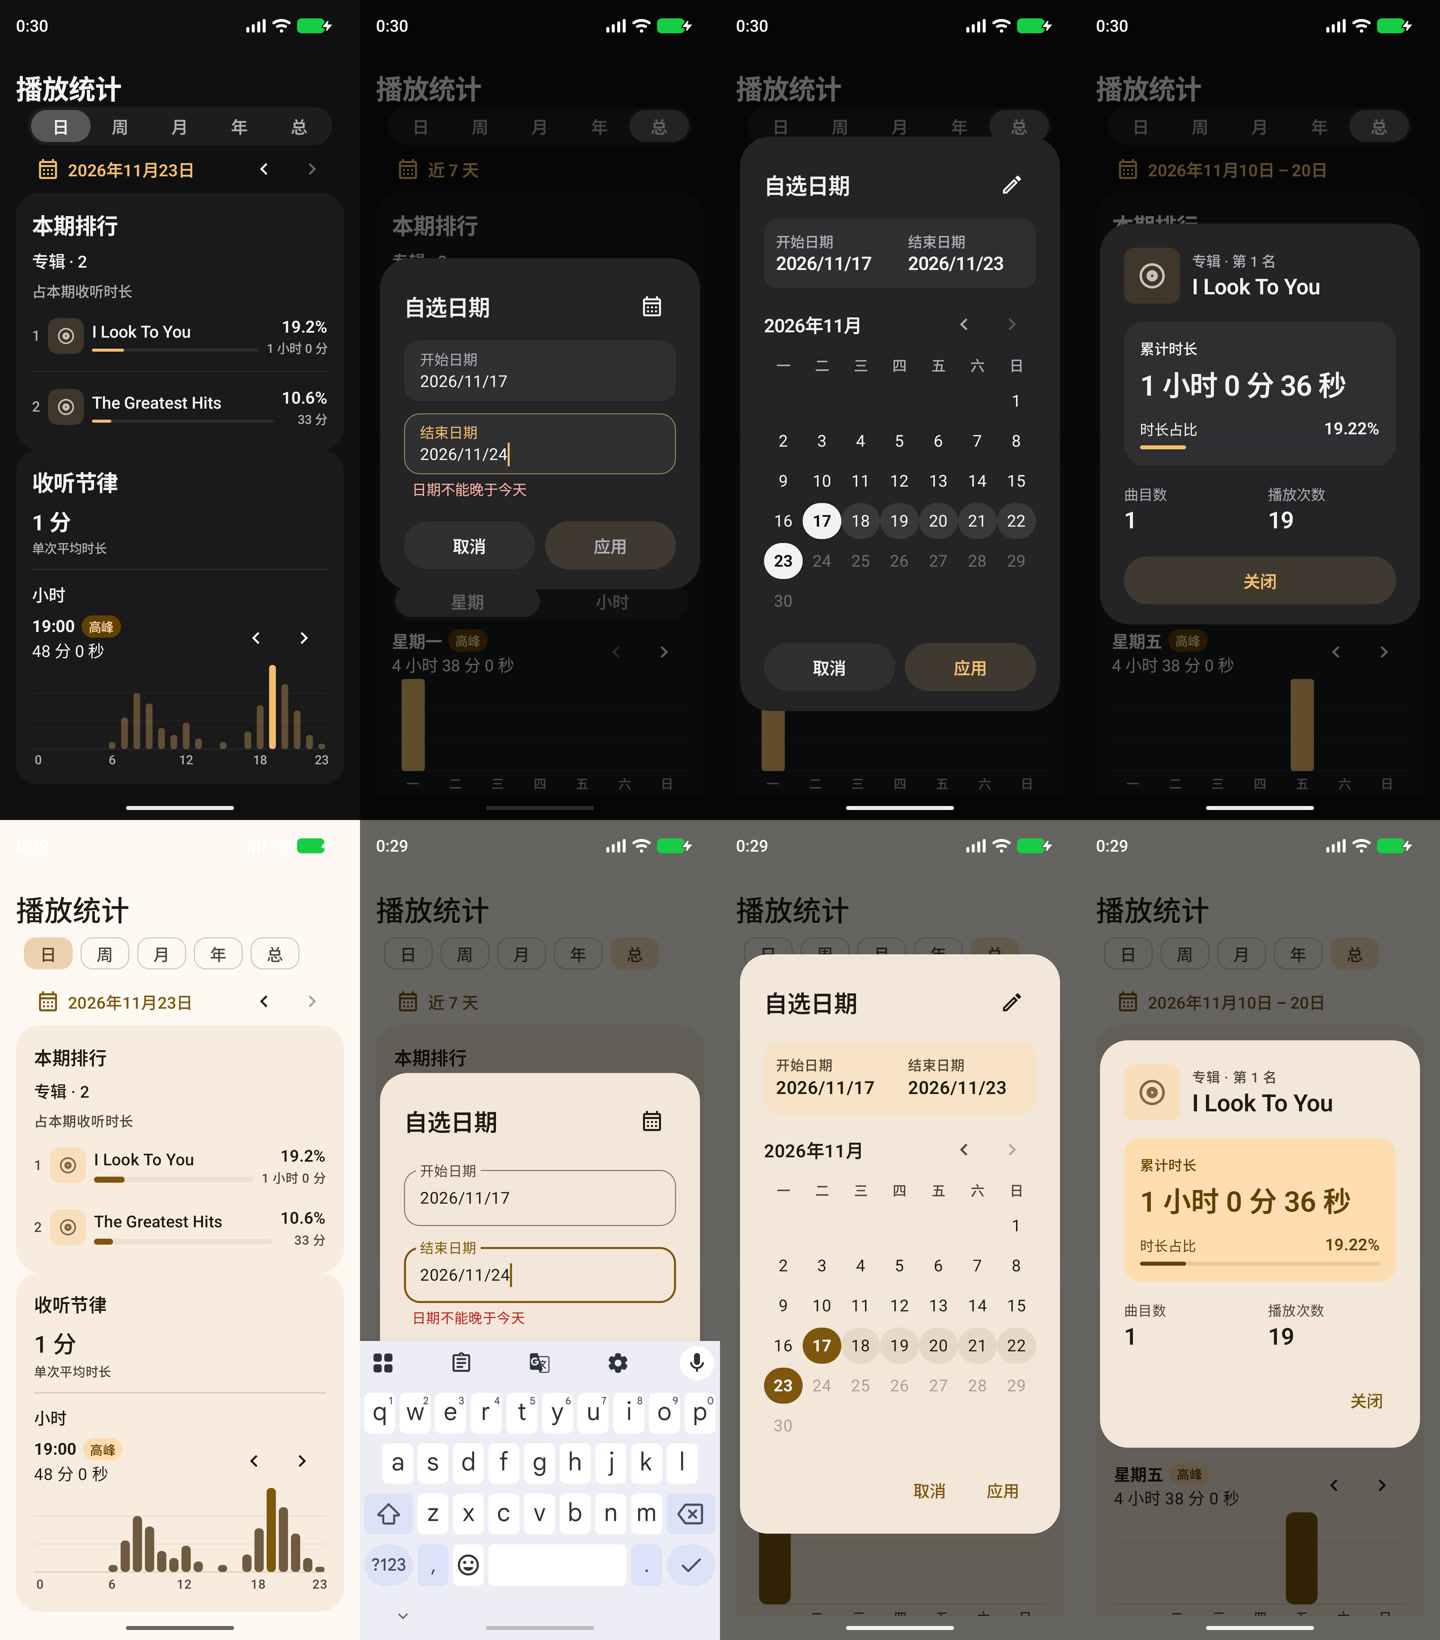 0:30
播放统计
日 周 月 年 总
2026年11月23日
本期排行
专辑 · 2
占本期收听时长
1 I Look To You 19.2%
1 小时 0 分
2 The Greatest Hits 10.6%
33 分
收听节律
1 分
单次平均时长
小时
19:00 高峰
48 分 0 秒
0 6 12 18 23
0:30
播放统计
日 周 月 年 总
近 7 天
本期排行
自选日期
开始日期
2026/11/17
结束日期
2026/11/24
日期不能晚于今天
取消 应用
星期 小时
星期一 高峰
4 小时 38 分 0 秒
一 二 三 四 五 六 日
0:30
播放统计
日 周 月 年 总
自选日期
开始日期 结束日期
2026/11/17 2026/11/23
2026年11月
一 二 三 四 五 六 日
1
2 3 4 5 6 7 8
9 10 11 12 13 14 15
16 17 18 19 20 21 22
23 24 25 26 27 28 29
30
取消 应用
一 二 三 四 五 六 日
0:30
播放统计
日 周 月 年 总
2026年11月10日 – 20日
本期排行
专辑 · 第 1 名
I Look To You
累计时长
1 小时 0 分 36 秒
时长占比 19.22%
曲目数 播放次数
1 19
关闭
星期五 高峰
4 小时 38 分 0 秒
一 二 三 四 五 六 日
0:29
播放统计
日 周 月 年 总
2026年11月23日
本期排行
专辑 · 2
占本期收听时长
1 I Look To You 19.2%
1 小时 0 分
2 The Greatest Hits 10.6%
33 分
收听节律
1 分
单次平均时长
小时
19:00 高峰
48 分 0 秒
0 6 12 18 23
0:29
播放统计
日 周 月 年 总
近 7 天
本期排行
自选日期
开始日期
2026/11/17
结束日期
2026/11/24
日期不能晚于今天
q1 w2 e3 r4 t5 y6 u7 i8 o9 p0
a s d f g h j k l
z x c v b n m
?123 , .
0:29
播放统计
日 周 月 年 总
自选日期
开始日期 结束日期
2026/11/17 2026/11/23
2026年11月
一 二 三 四 五 六 日
1
2 3 4 5 6 7 8
9 10 11 12 13 14 15
16 17 18 19 20 21 22
23 24 25 26 27 28 29
30
取消 应用
0:29
播放统计
日 周 月 年 总
2026年11月10日 – 20日
专辑 · 第 1 名
I Look To You
累计时长
1 小时 0 分 36 秒
时长占比 19.22%
曲目数 播放次数
1 19
关闭
星期五 高峰
4 小时 38 分 0 秒